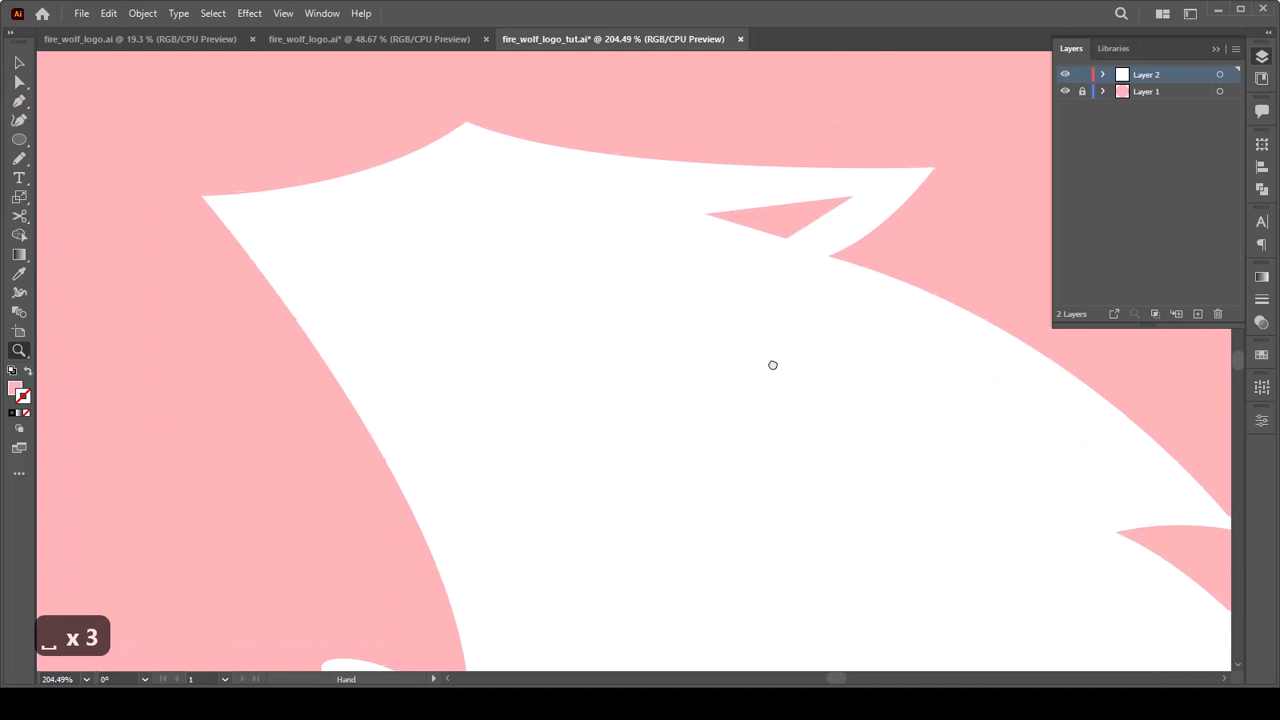 Ai File Edit Object Type Select Effect View Window Help
fire_wolf_logo.ai @ 19.3 % (RGB/CPU Preview) fire_wolf_logo.ai* @ 48.67 % (RGB/CPU Preview) fire_wolf_logo_tut.ai* @ 204.49 % (RGB/CPU Preview)
Layers Libraries
Layer 2
Layer 1
2 Layers
x 3
204.49% 0° 1 Hand